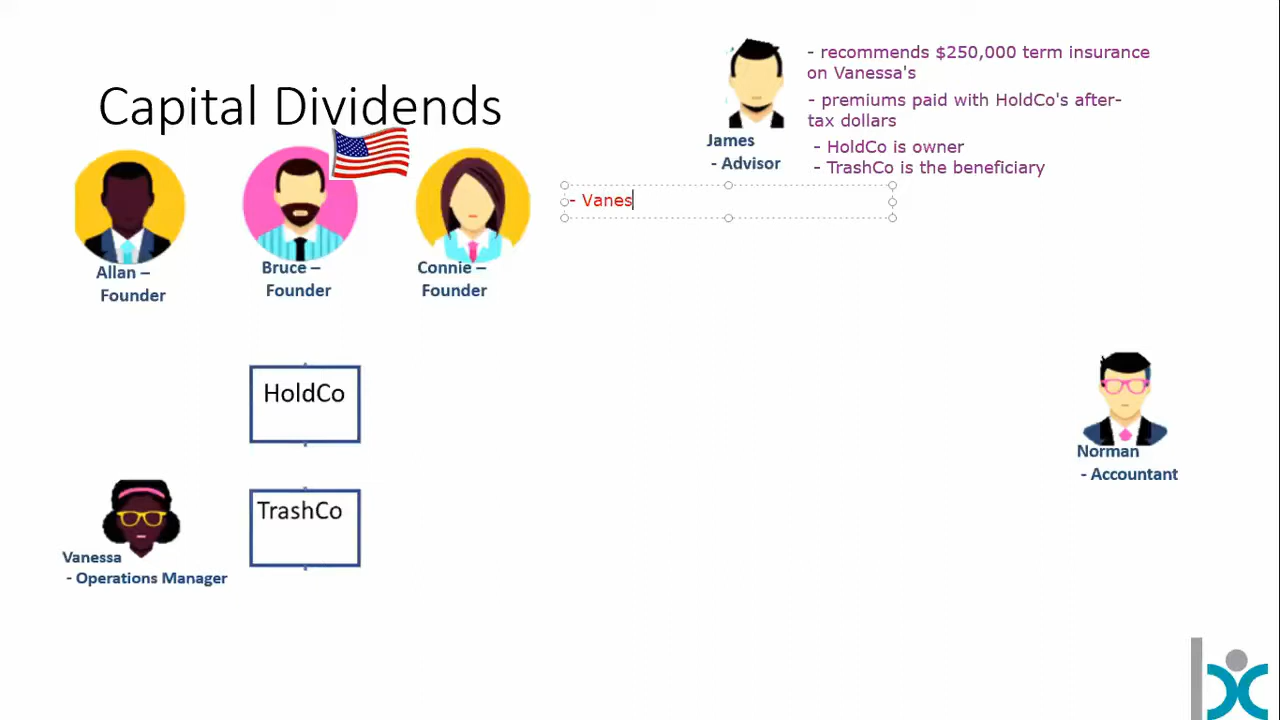 Capital Dividends
- recommends $250,000 term insurance
on Vanessa's
- premiums paid with HoldCo's after-
tax dollars
- HoldCo is owner
- TrashCo is the beneficiary
James
- Advisor
- Vanes
Allan –
Founder
Bruce –
Founder
Connie –
Founder
HoldCo
Norman
- Accountant
TrashCo
Vanessa
- Operations Manager